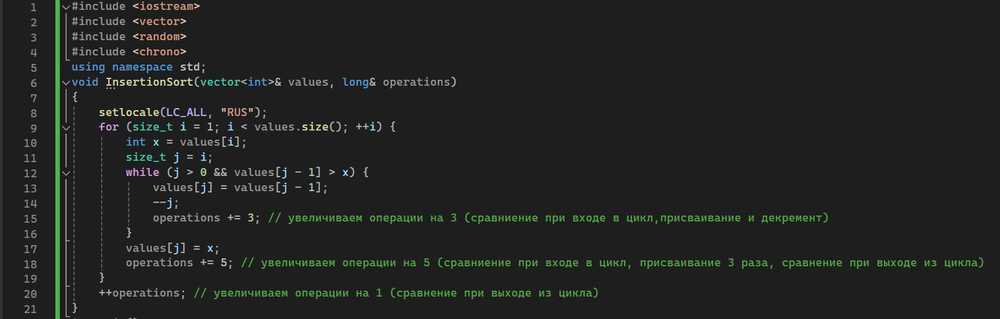 1 #include <iostream>
2 #include <vector>
3 #include <random>
4 #include <chrono>
5 using namespace std;
6 void InsertionSort(vector<int>& values, long& operations)
7 {
8 setlocale(LC_ALL, "RUS");
9 for (size_t i = 1; i < values.size(); ++i) {
10 int x = values[i];
11 size_t j = i;
12 while (j > 0 && values[j - 1] > x) {
13 values[j] = values[j - 1];
14 --j;
15 operations += 3; // увеличиваем операции на 3 (сравниение при входе в цикл,присваивание и декремент)
16 }
17 values[j] = x;
18 operations += 5; // увеличиваем операции на 5 (сравниение при входе в цикл, присваивание 3 раза, сравнение при выходе из цикла)
19 }
20 ++operations; // увеличиваем операции на 1 (сравнение при выходе из цикла)
21 }